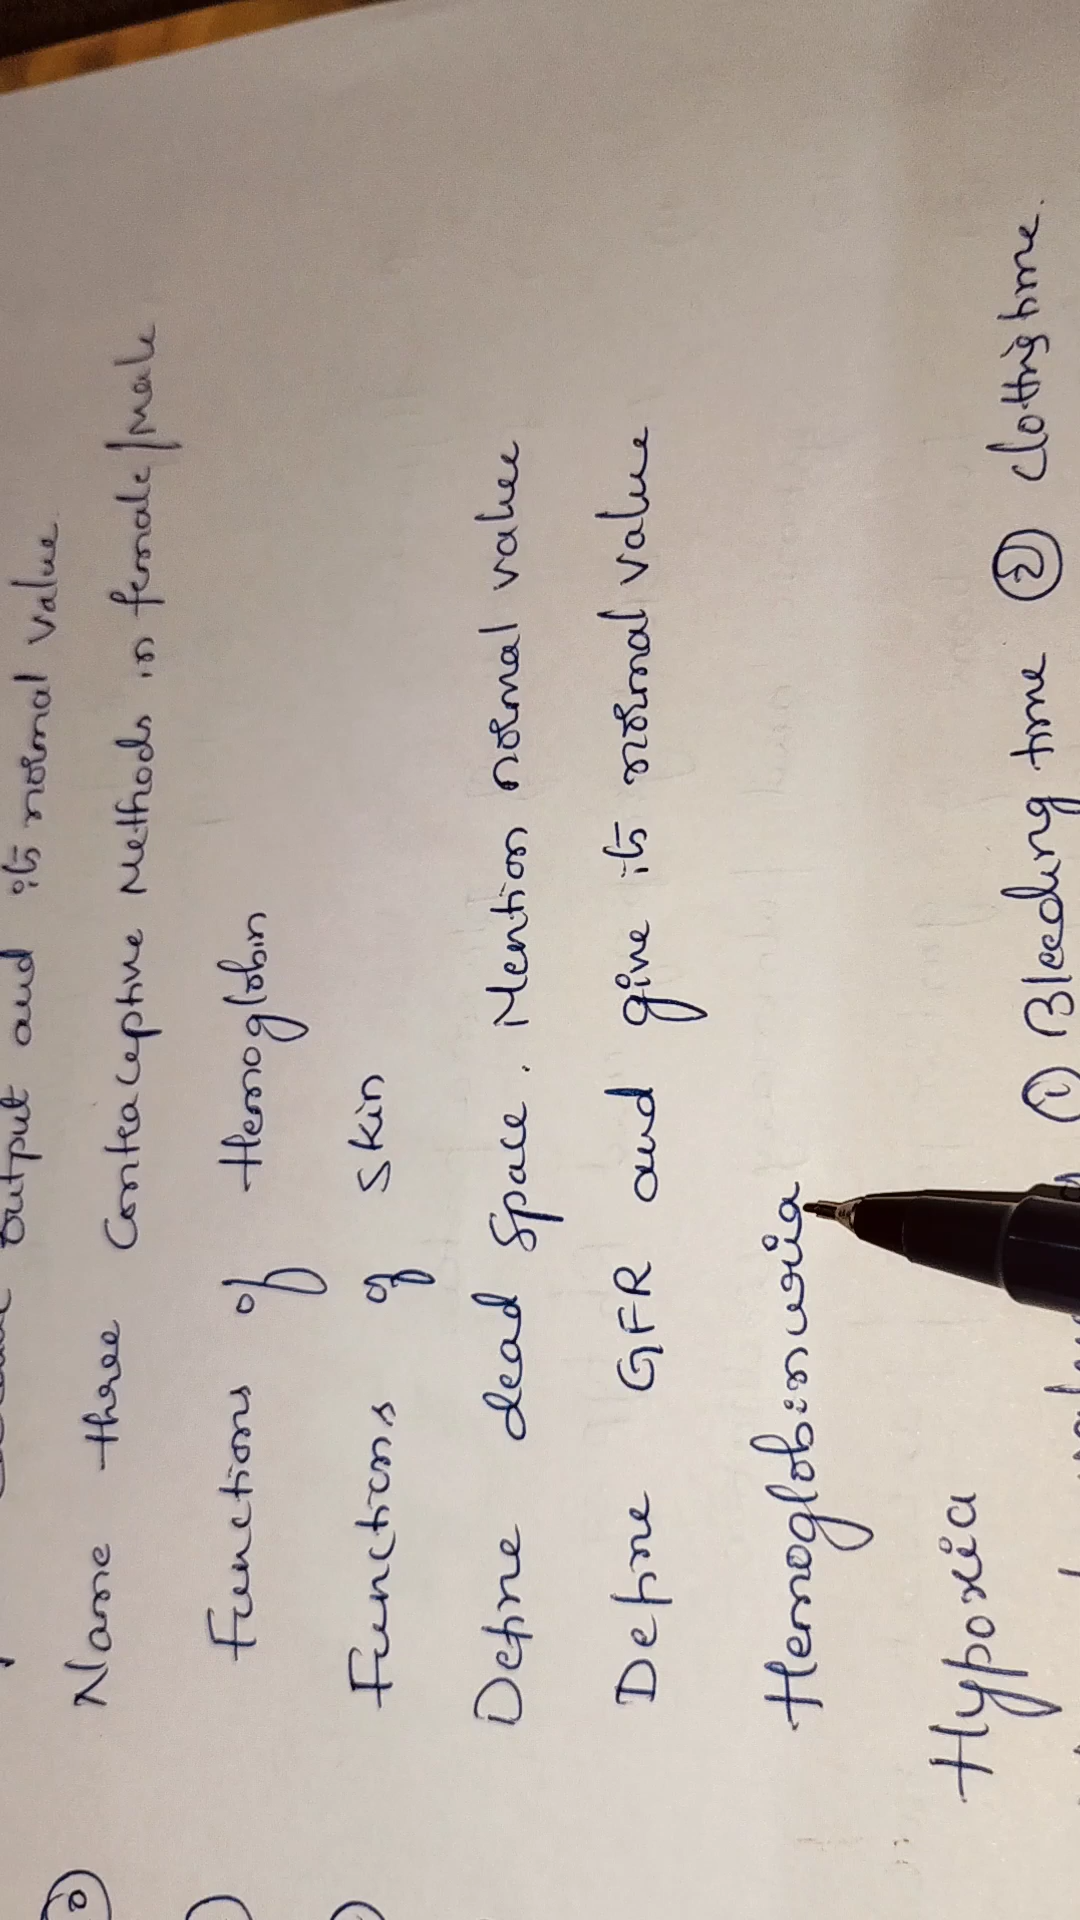 output and its normal value
Name three Contraceptive Methods in female/male
Functions of Hemoglobin
Functions of Skin
Define dead Space. Mention normal value
Define GFR and give its normal value
Hemoglobinuria
Hypoxia
① Bleeding time ② Clotting time.